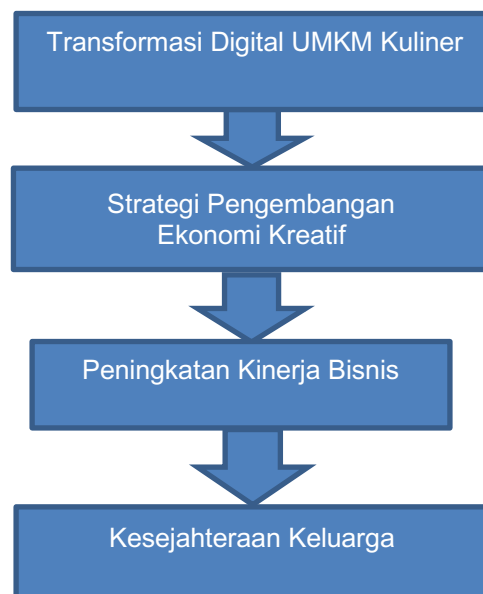 Transformasi Digital UMKM Kuliner
Strategi Pengembangan
Ekonomi Kreatif
Peningkatan Kinerja Bisnis
Kesejahteraan Keluarga